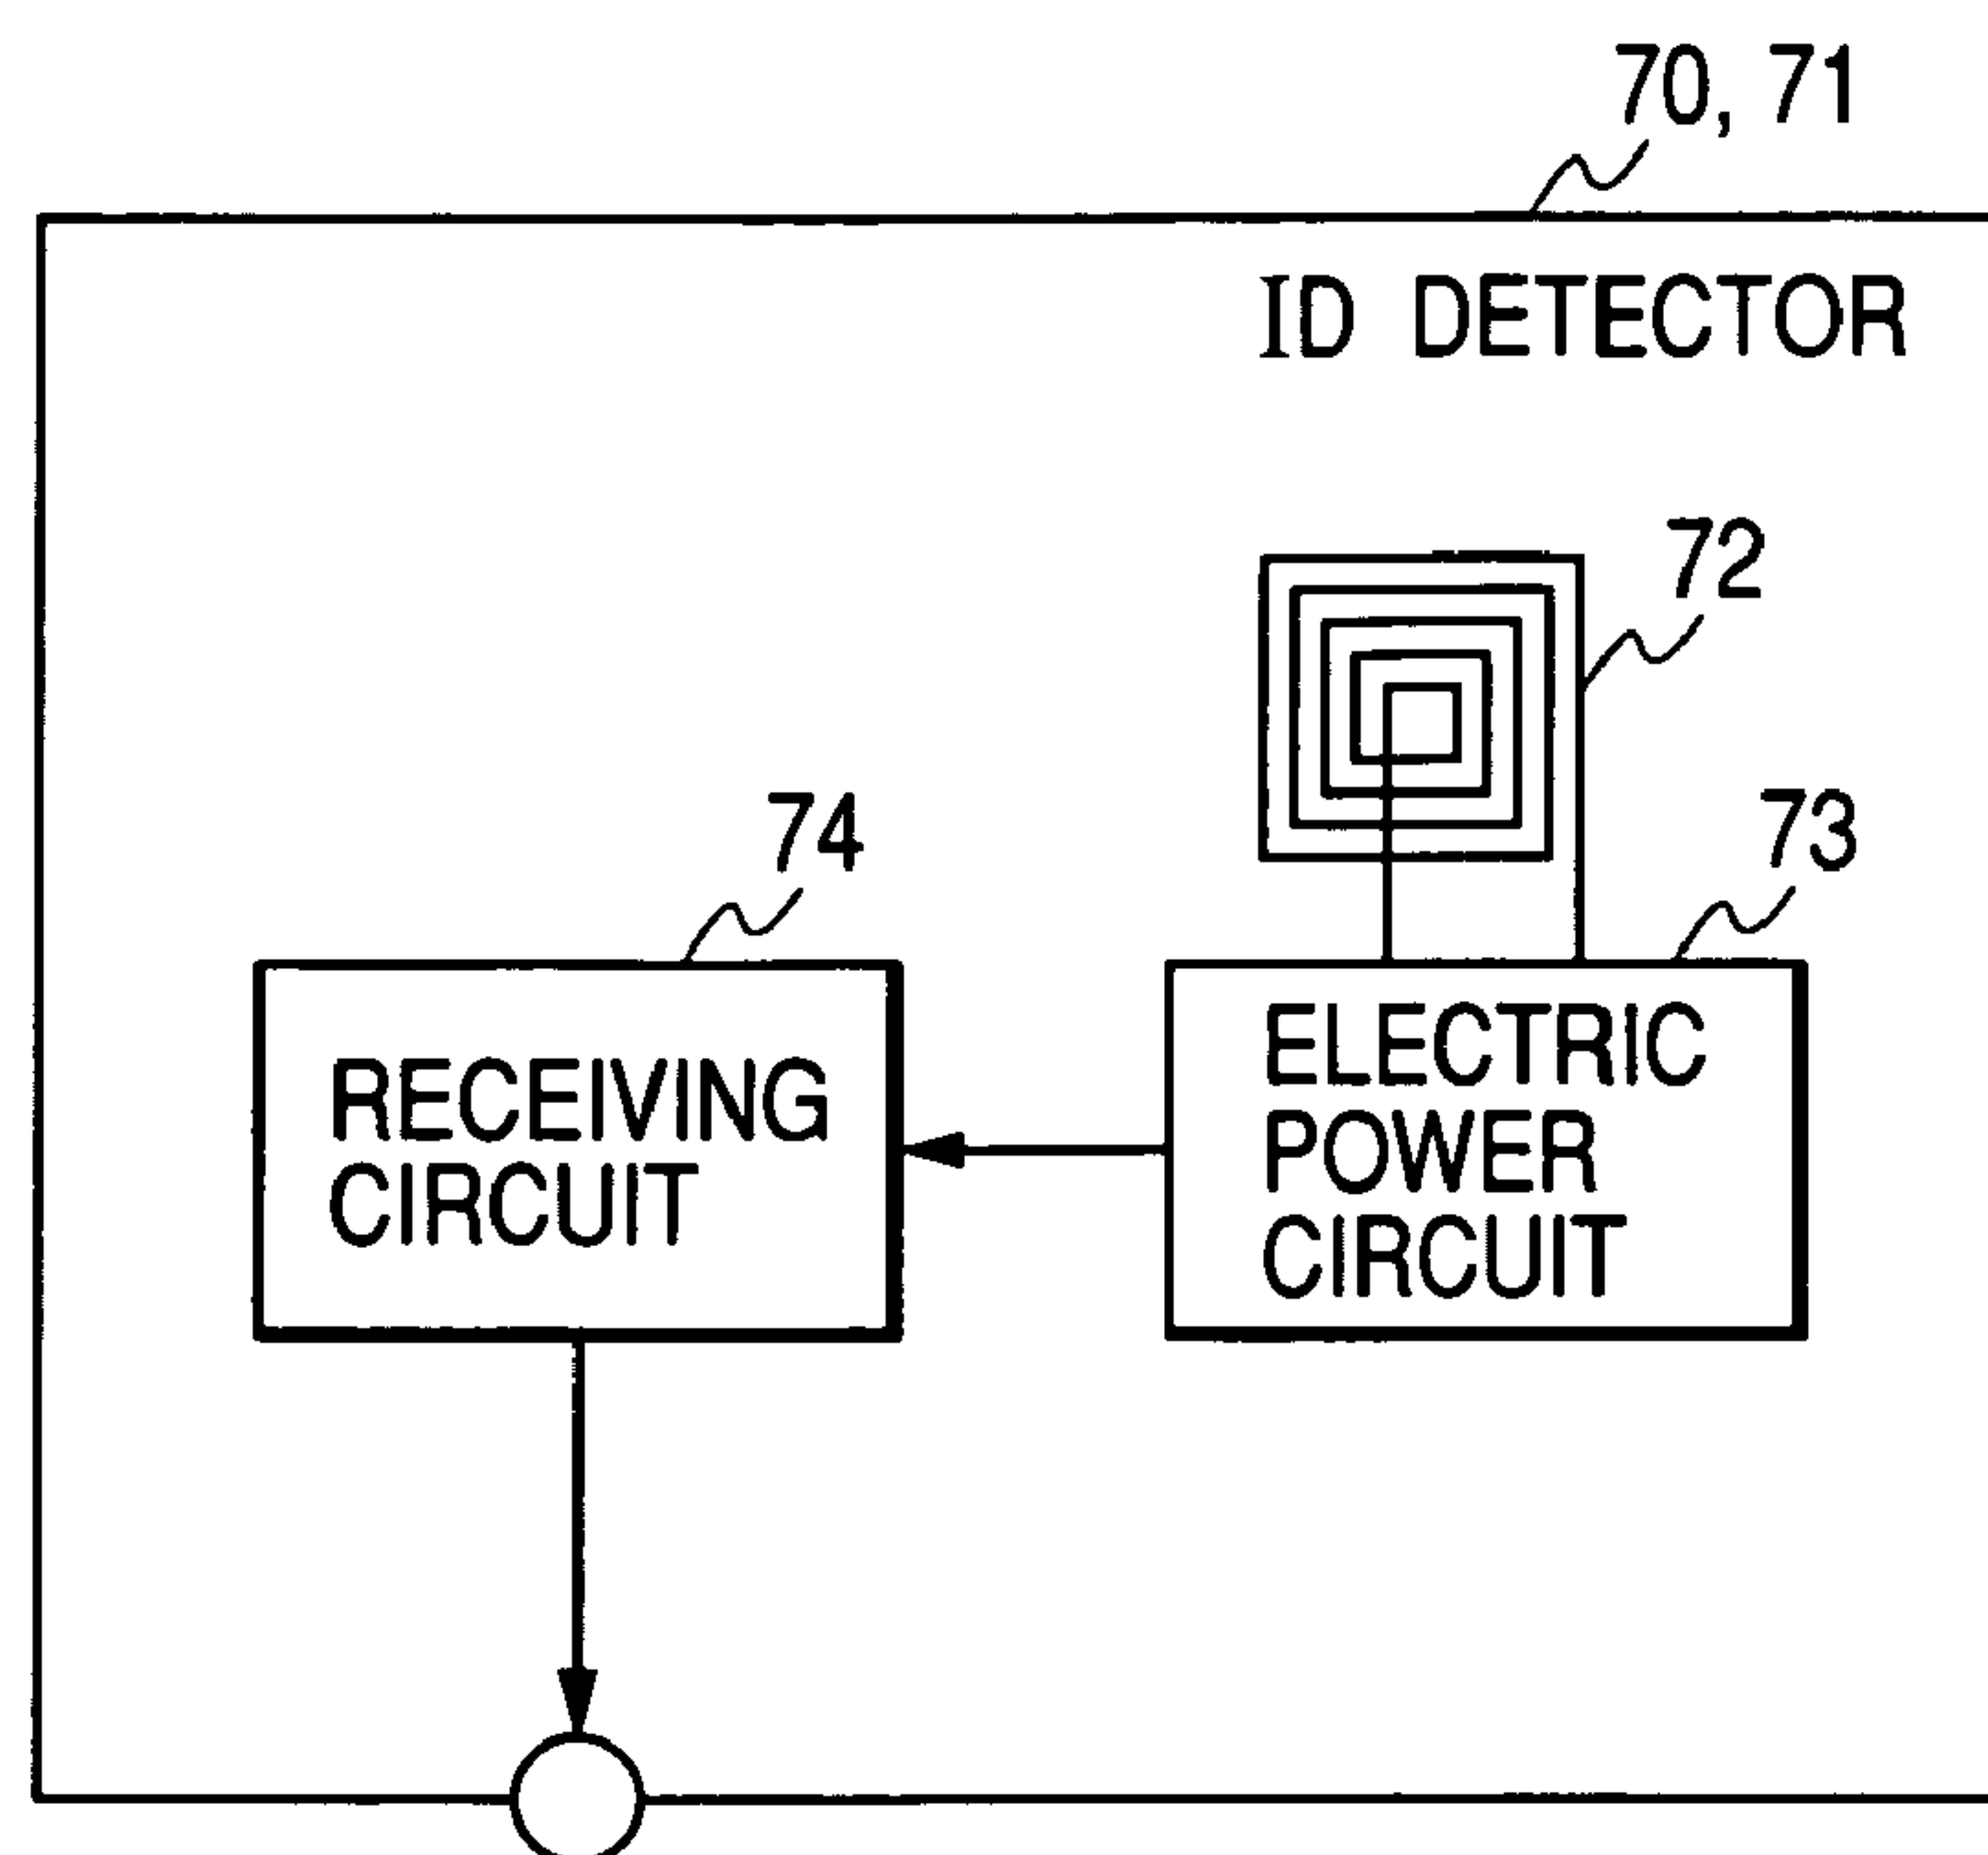 70, 71
ID DETECTOR
72
74
73
RECEIVING
CIRCUIT
ELECTRIC
POWER
CIRCUIT